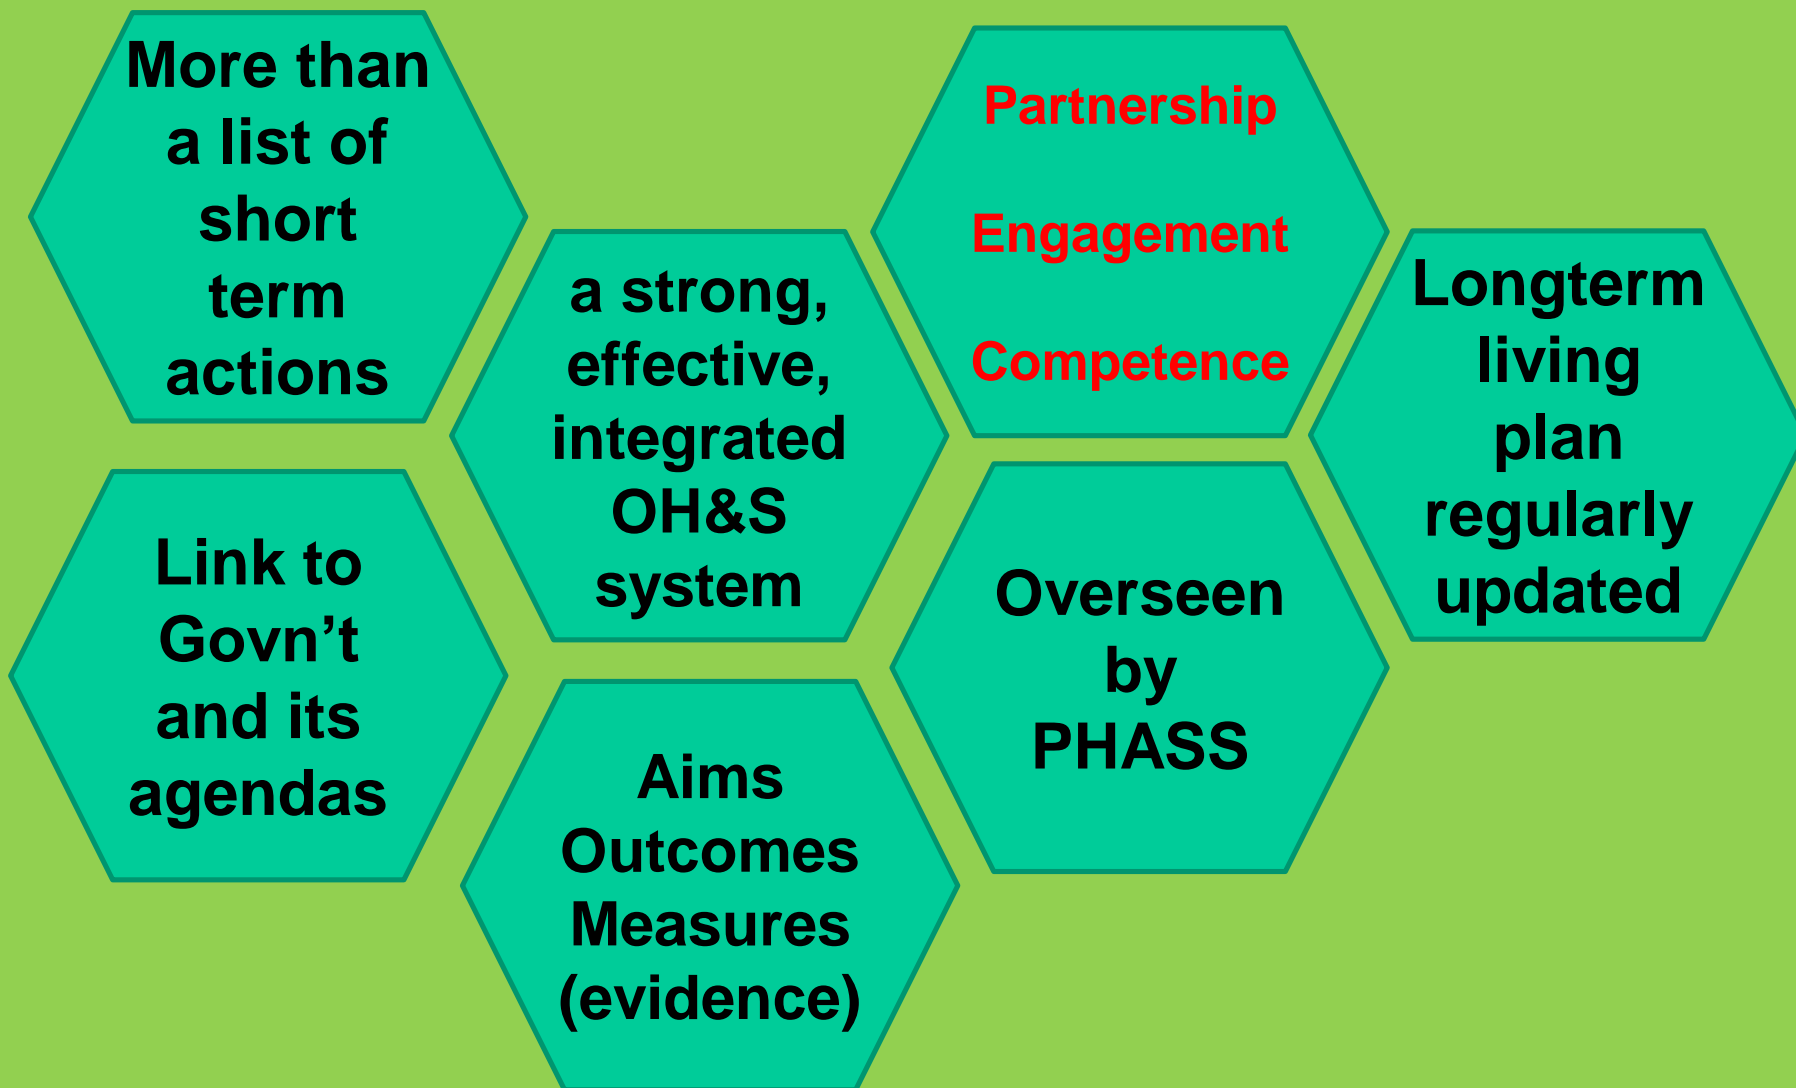 More than
a list of
short
term
actions
a strong,
effective,
integrated
OH&S
system
Partnership
Engagement
Competence
Longterm
living
plan
regularly
updated
Link to
Govn’t
and its
agendas
Aims
Outcomes
Measures
(evidence)
Overseen
by
PHASS